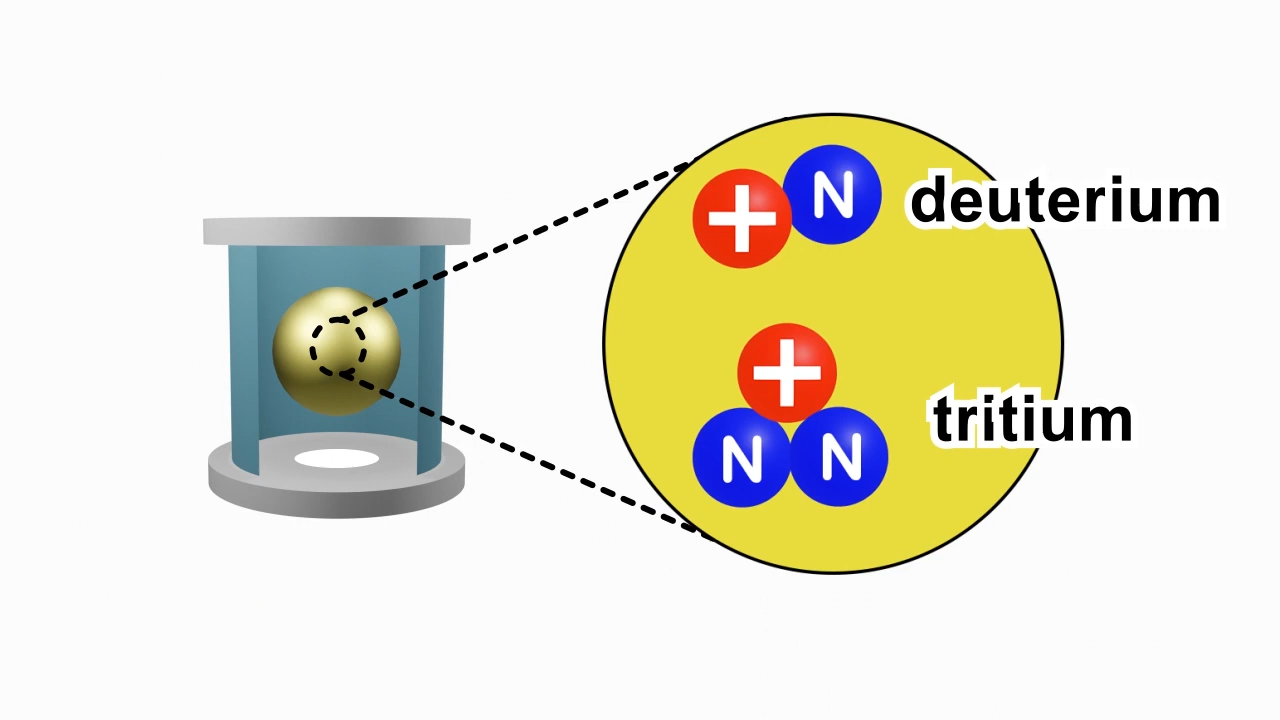 + N deuterium
+
tritium
N N